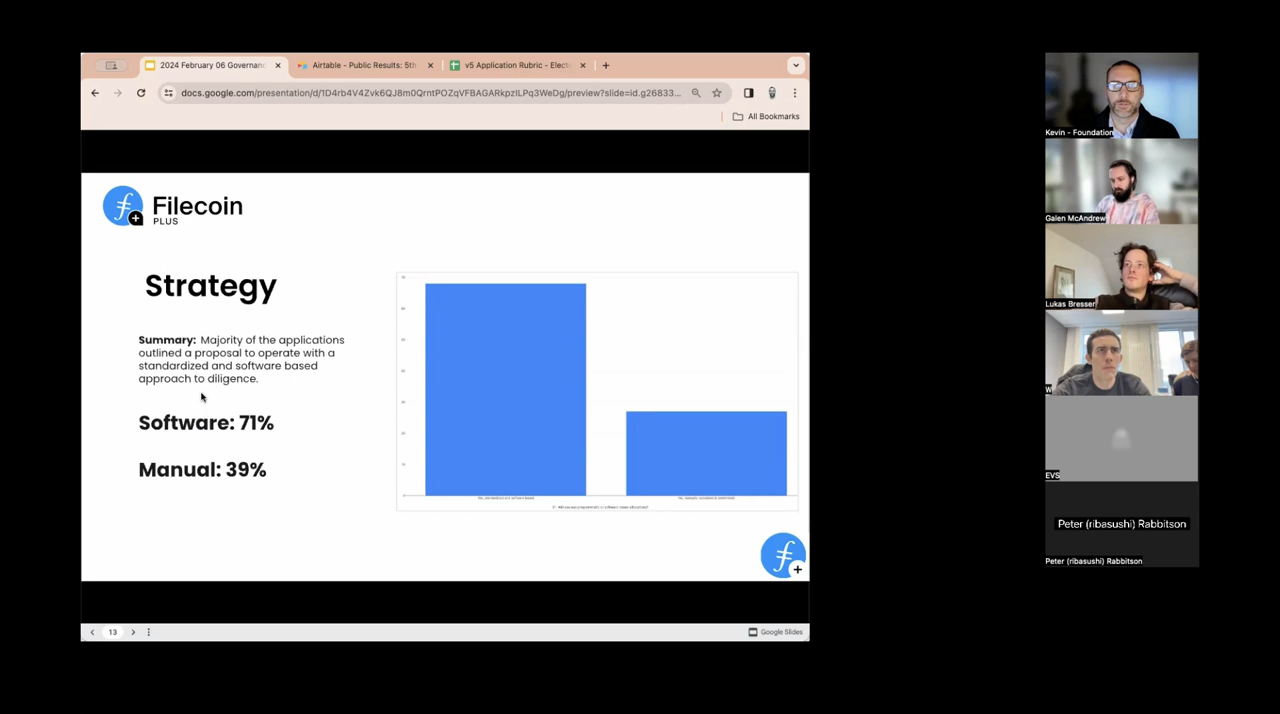 2024 February 06 Governanc
Airtable - Public Results: 5th
v5 Application Rubric - Elect
docs.google.com/presentation/d/1D4rb4V4Zvk6QJ8m0QrntPOZqVFBAGARkpzILPq3WeDg/preview?slide=id.g26833...
All Bookmarks
Filecoin
PLUS
Strategy
Summary: Majority of the applications
outlined a proposal to operate with a
standardized and software based
approach to diligence.
Software: 71%
Manual: 39%
13
Google Slides
Kevin - Foundation
Galen McAndrew
Lukas Bresser
W
EVS
Peter (ribasushi) Rabbitson
Peter (ribasushi) Rabbitson